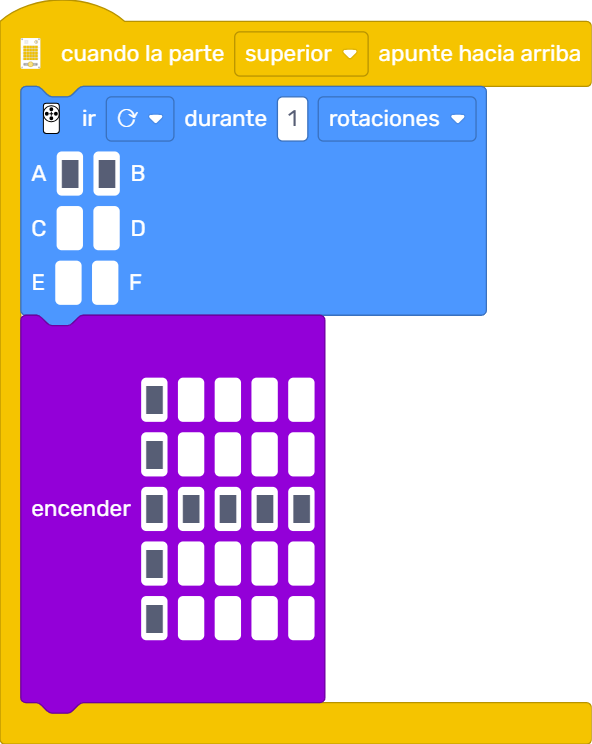 cuando la parte superior apunte hacia arriba
ir durante 1 rotaciones
A B
C D
E F
encender